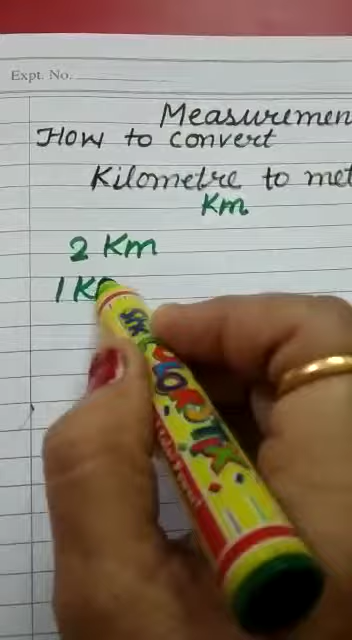 Expt. No.
Measuremen
How to convert
Kilometre to met
Km
2 Km
1 K